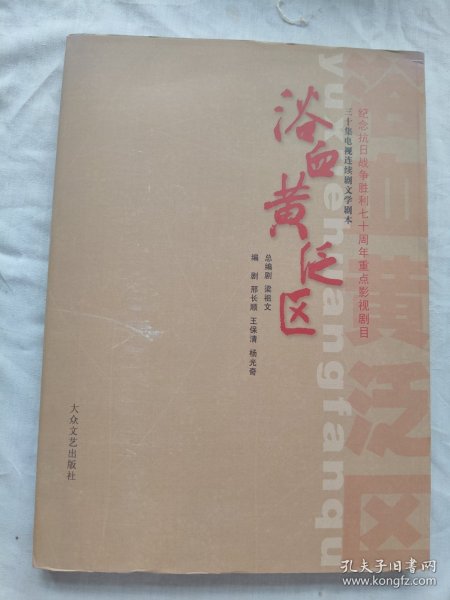 纪念抗日战争胜利七十周年重点影视剧目
三十集电视连续剧文学剧本
浴血黄泛区
总编剧 梁祖文
编剧 邢长顺 王保清 杨光奇
大众文艺出版社
浴血黄泛区
yuxuehuangfanqu
孔夫子旧书网
www.kongfz.com